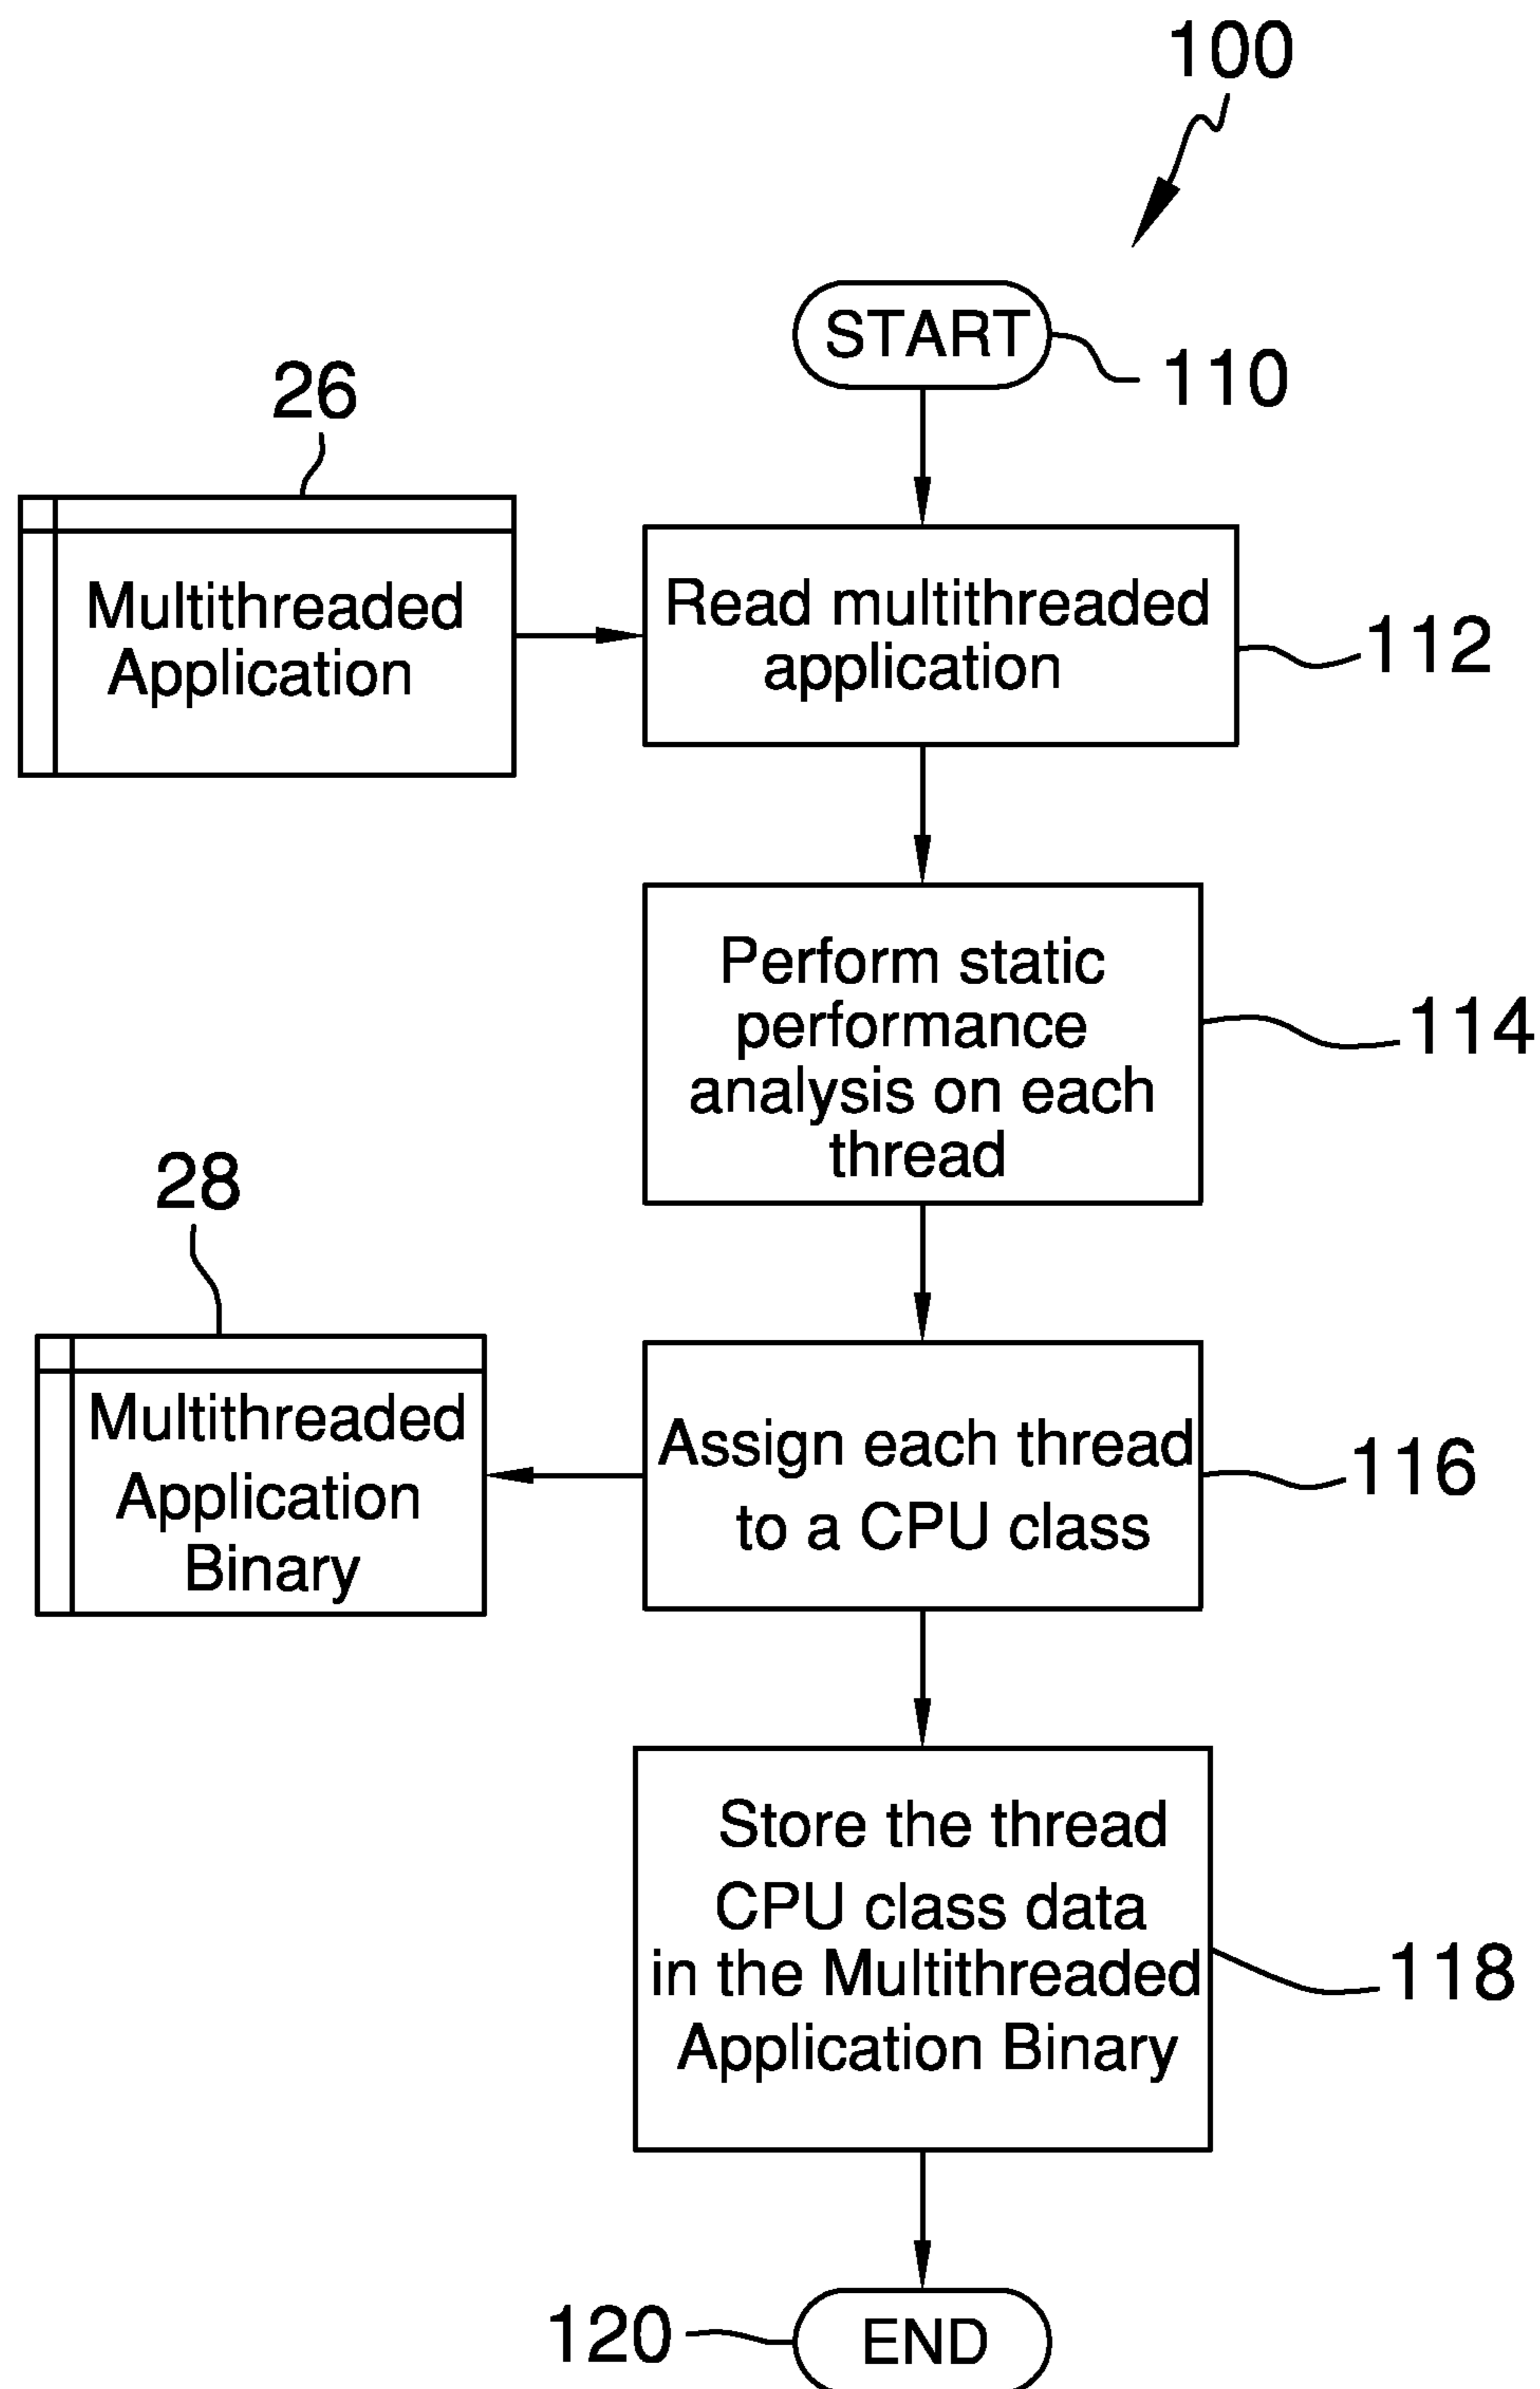 100
START
110
26
Multithreaded
Application
Read multithreaded
application
112
Perform static
performance
analysis on each
thread
114
28
Multithreaded
Application
Binary
Assign each thread
to a CPU class
116
Store the thread
CPU class data
in the Multithreaded
Application Binary
118
120
END